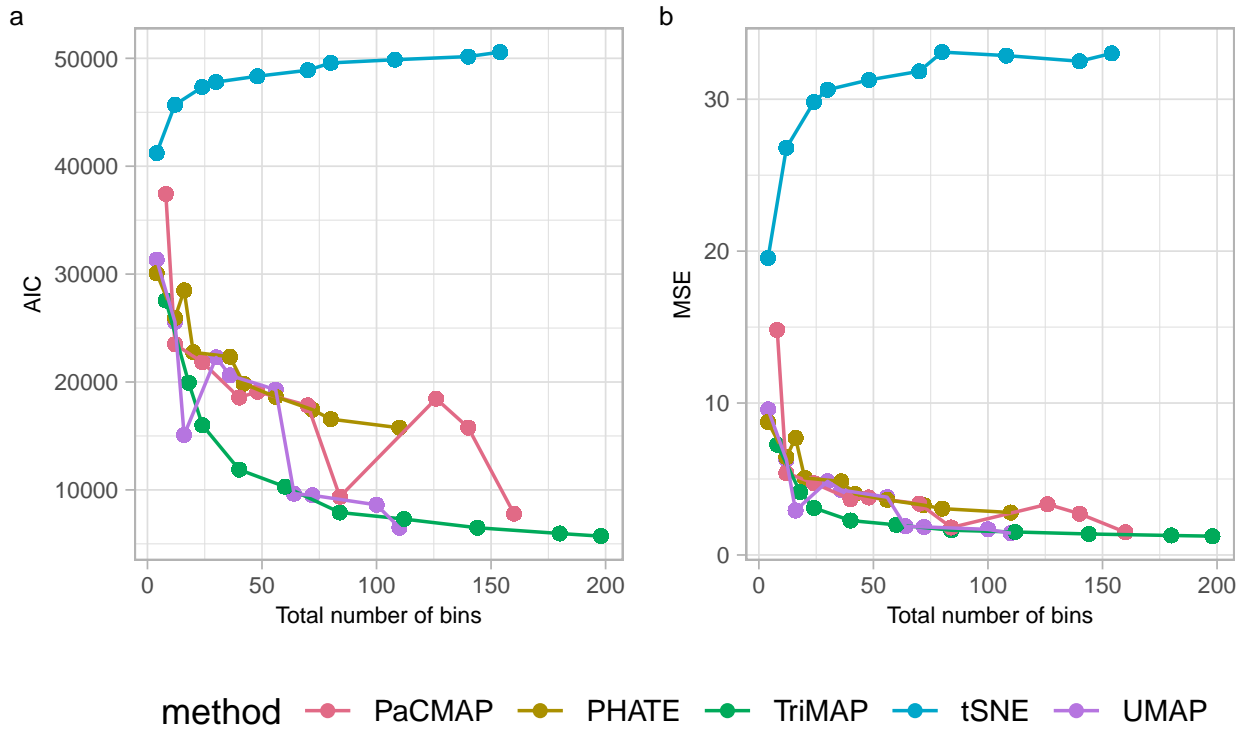 a
b
50000
40000
30000
20000
10000
AIC
0
50
100
150
200
Total number of bins
30
20
10
0
MSE
0
50
100
150
200
Total number of bins
method PaCMAP PHATE TriMAP tSNE UMAP